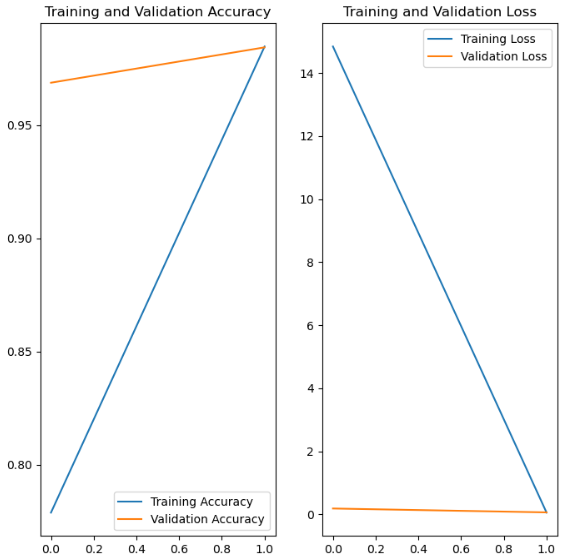 Training and Validation Accuracy
0.95
0.90
0.85
0.80
Training Accuracy
Validation Accuracy
0.0 0.2 0.4 0.6 0.8 1.0
Training and Validation Loss
Training Loss
Validation Loss
14
12
10
8
6
4
2
0
0.0 0.2 0.4 0.6 0.8 1.0